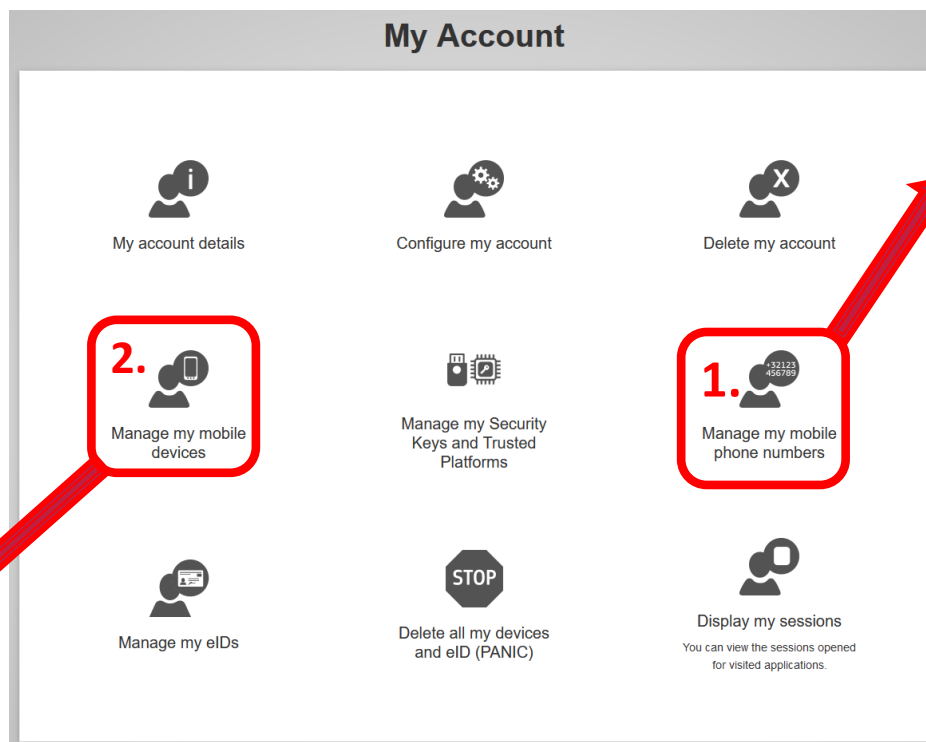 My Account
i
X
My account details
Configure my account
Delete my account
2.
1.
+32123
456789
Manage my mobile
devices
Manage my Security
Keys and Trusted
Platforms
Manage my mobile
phone numbers
STOP
Manage my eIDs
Delete all my devices
and eID (PANIC)
Display my sessions
You can view the sessions opened
for visited applications.